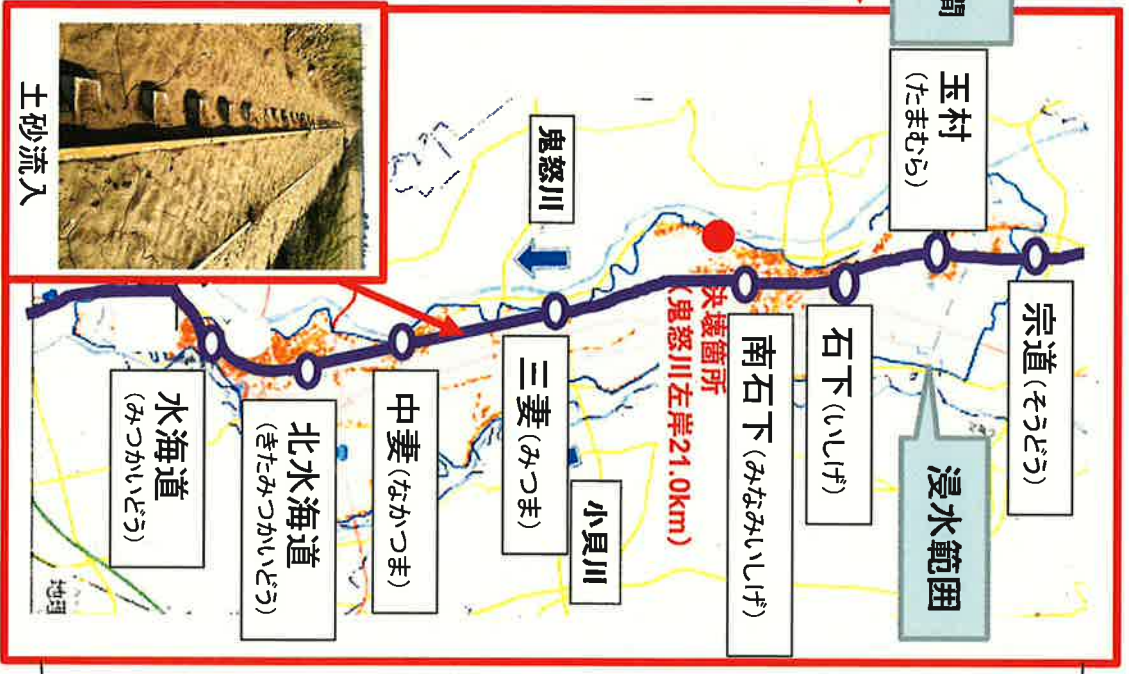 間
玉村
(たまむら)
宗道(そうどう)
浸水範囲
石下(いしげ)
南石下(みなみいしげ)
決壊箇所
(鬼怒川左岸21.0km)
鬼怒川
小貝川
三妻(みつま)
中妻(なかつま)
北水海道
(きたみつかいどう)
水海道
(みつかいどう)
土砂流入